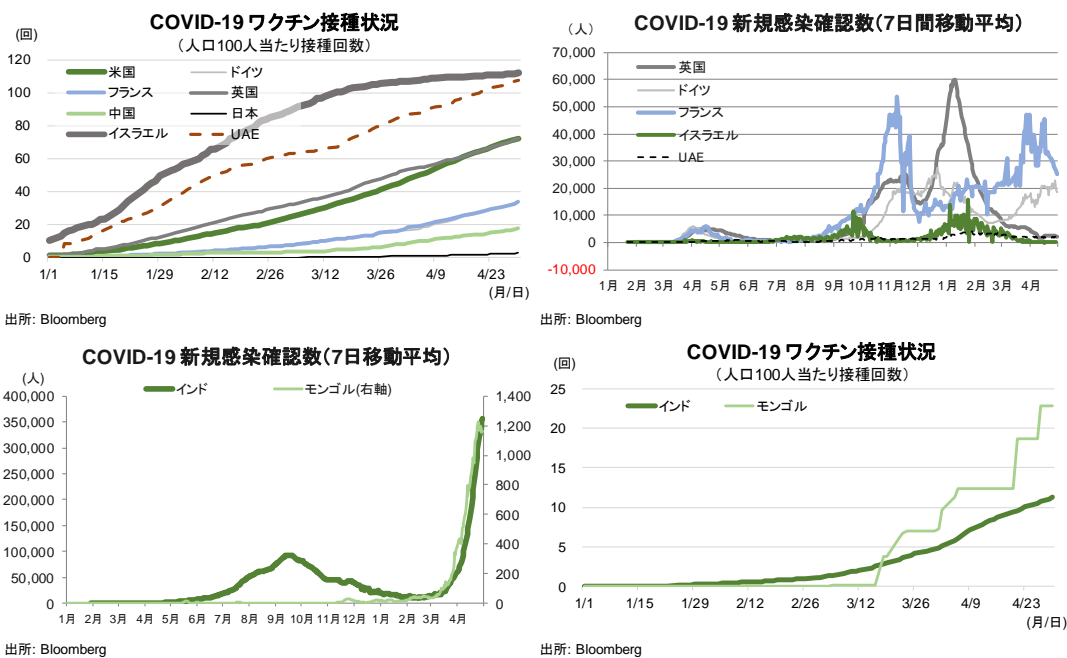 COVID-19 ワクチン接種状況
(回)
(人口100人当たり接種回数)
120
100
80
60
40
20
0
米国
ドイツ
フランス
英国
中国
日本
イスラエル
UAE
1/1
1/15
1/29
2/12
2/26
3/12
3/26
4/9
4/23
(月/日)
出所: Bloomberg
COVID-19 新規感染確認数(7日間移動平均)
(人)
70,000
60,000
50,000
40,000
30,000
20,000
10,000
0
-10,000
英国
ドイツ
フランス
イスラエル
UAE
1月 2月 3月 4月 5月 6月 7月 8月 9月 10月 11月 12月 1月 2月 3月 4月
出所: Bloomberg
COVID-19 新規感染確認数(7日移動平均)
(人)
インド
モンゴル(右軸)
400,000
350,000
300,000
250,000
200,000
150,000
100,000
50,000
0
1,400
1,200
1,000
800
600
400
200
0
1月 2月 3月 4月 5月 6月 7月 8月 9月 10月 11月 12月 1月 2月 3月 4月
出所: Bloomberg
COVID-19 ワクチン接種状況
(回)
(人口100人当たり接種回数)
25
20
15
10
5
0
インド
モンゴル
1/1
1/15
1/29
2/12
2/26
3/12
3/26
4/9
4/23
(月/日)
出所: Bloomberg